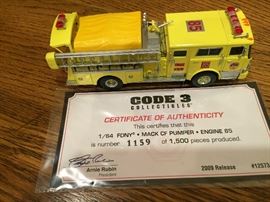 85
CODE 3
COLLECTIBLES
CERTIFICATE OF AUTHENTICITY
This certifies that this
1/64 FDNY® • MACK CF PUMPER • ENGINE 85
is number 1159 of 1,500 pieces produced.
Arnie Rubin
President
2009 Release